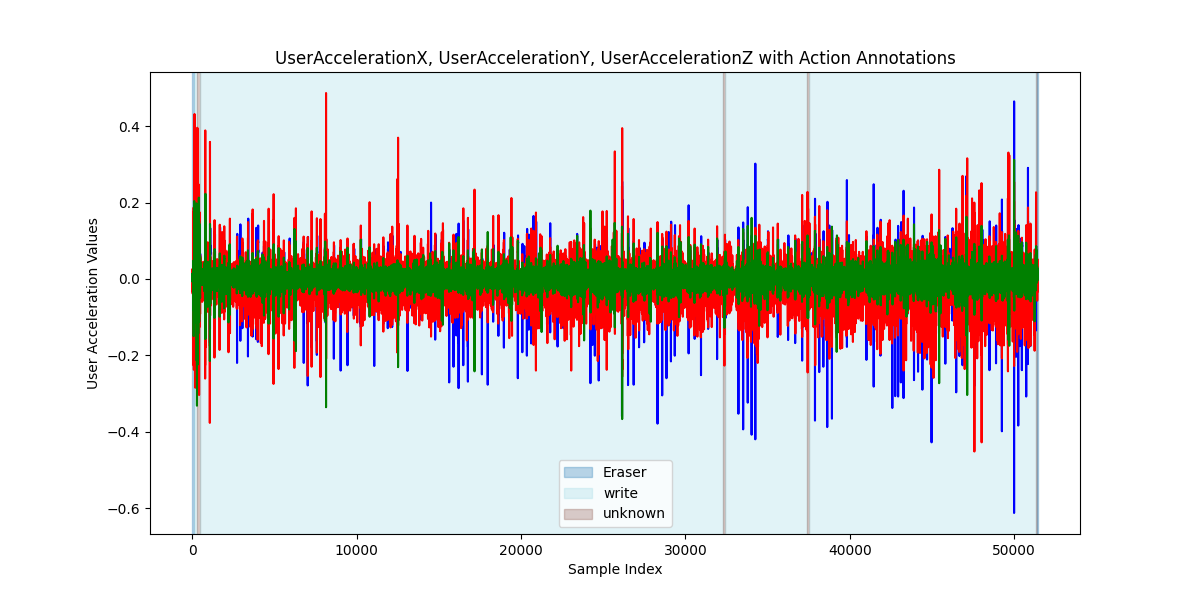 UserAccelerationX, UserAccelerationY, UserAccelerationZ with Action Annotations
User Acceleration Values
0.4
0.2
0.0
−0.2
−0.4
−0.6
Eraser
write
unknown
0 10000 20000 30000 40000 50000
Sample Index